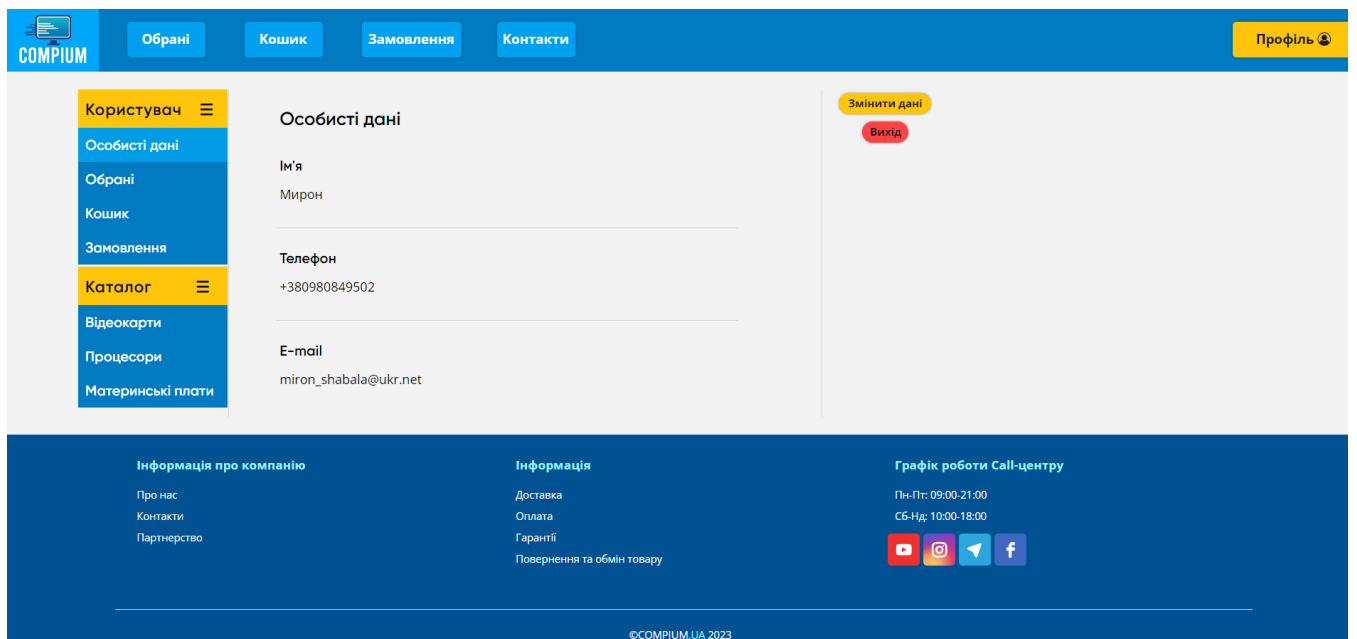 COMPIUM
Обрані
Кошик
Замовлення
Контакти
Профіль
Користувач
Особисті дані
Обрані
Кошик
Замовлення
Каталог
Відеокарти
Процесори
Материнські плати
Особисті дані
Ім'я
Мирон
Телефон
+380980849502
E-mail
miron_shabala@ukr.net
Змінити дані
Вихід
Інформація про компанію
Про нас
Контакти
Партнерство
Інформація
Доставка
Оплата
Гарантії
Повернення та обмін товару
Графік роботи Call-центру
Пн-Пт: 09:00-21:00
Сб-Нд: 10:00-18:00
©COMPIUM.UA 2023